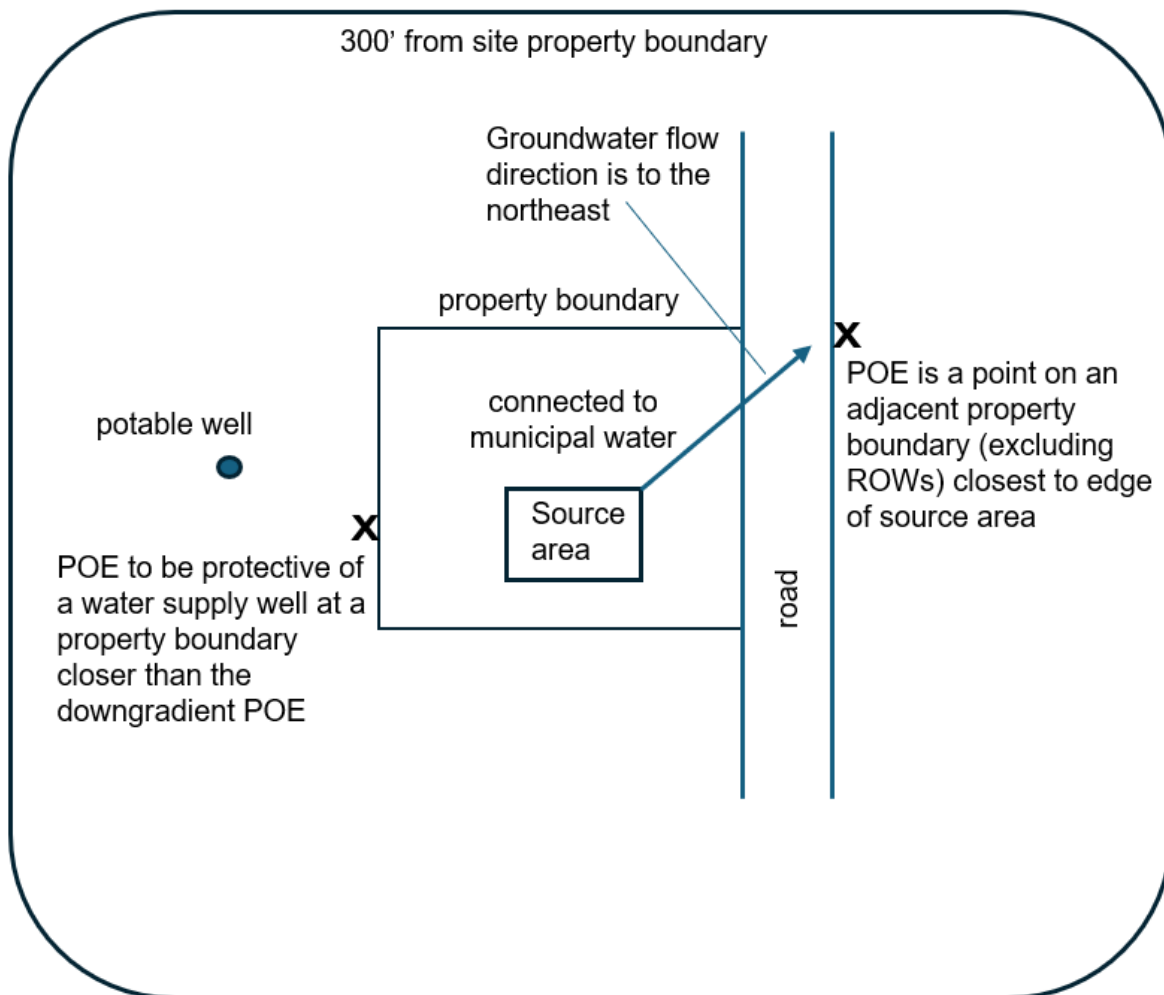 300’ from site property boundary
Groundwater flow
direction is to the
northeast
property boundary
connected to
municipal water
potable well
Source
area
road
X
POE is a point on an
adjacent property
boundary (excluding
ROWs) closest to edge
of source area
X
POE to be protective of
a water supply well at a
property boundary
closer than the
downgradient POE